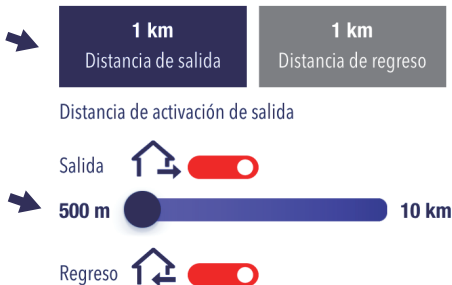 1 km
Distancia de salida
1 km
Distancia de regreso
Distancia de activación de salida
Salida
500 m
10 km
Regreso